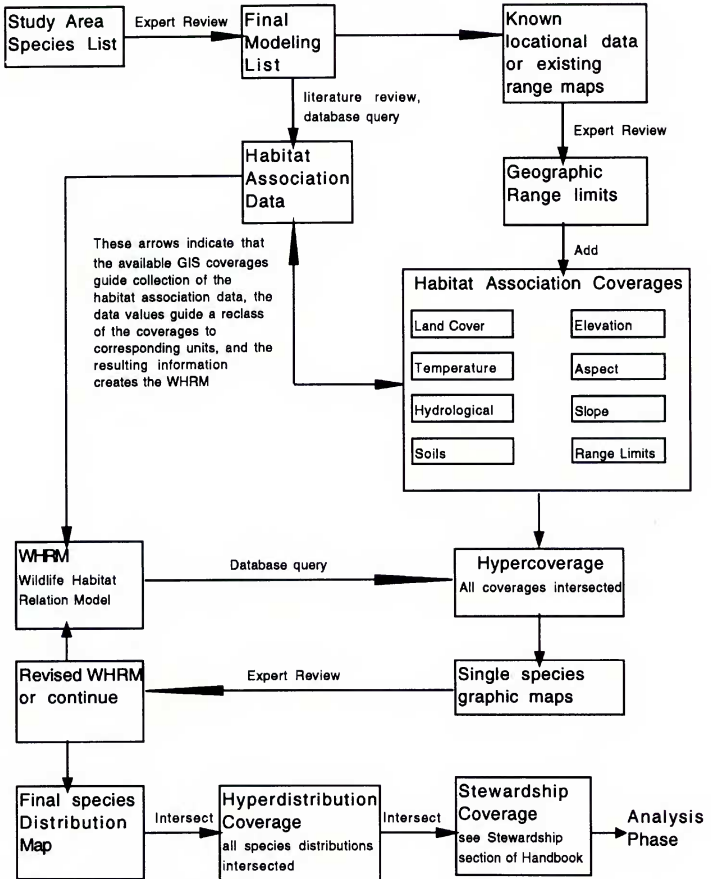 Study Area
Species List
Expert Review
Final
Modeling
List
Known
locational data
or existing
range maps
literature review,
database query
Expert Review
Habitat
Association
Data
Geographic
Range limits
Add
These arrows indicate that
the available GIS coverages
guide collection of the
habitat association data, the
data values guide a reclass
of the coverages to
corresponding units, and the
resulting information
creates the WHRM
Habitat Association Coverages
Land Cover
Elevation
Temperature
Aspect
Hydrological
Slope
Soils
Range Limits
WHRM
Wildlife Habitat
Relation Model
Database query
Hypercoverage
All coverages intersected
Revised WHRM
or continue
Expert Review
Single species
graphic maps
Final species
Distribution
Map
Intersect
Hyperdistribution
Coverage
all species distributions
intersected
Intersect
Stewardship
Coverage
see Stewardship
section of Handbook
Analysis
Phase